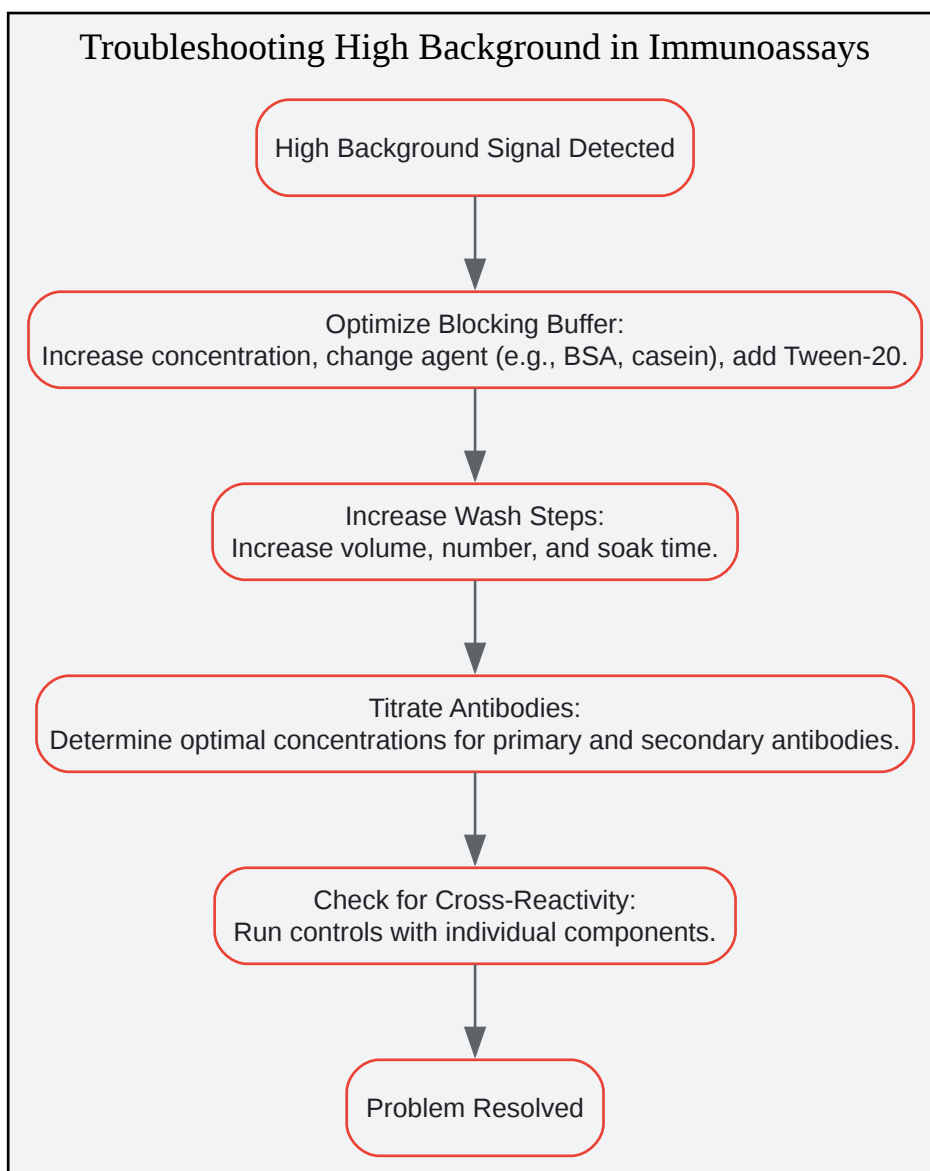 Troubleshooting High Background in Immunoassays
High Background Signal Detected
Optimize Blocking Buffer:
Increase concentration, change agent (e.g., BSA, casein), add Tween-20.
Increase Wash Steps:
Increase volume, number, and soak time.
Titrate Antibodies:
Determine optimal concentrations for primary and secondary antibodies.
Check for Cross-Reactivity:
Run controls with individual components.
Problem Resolved